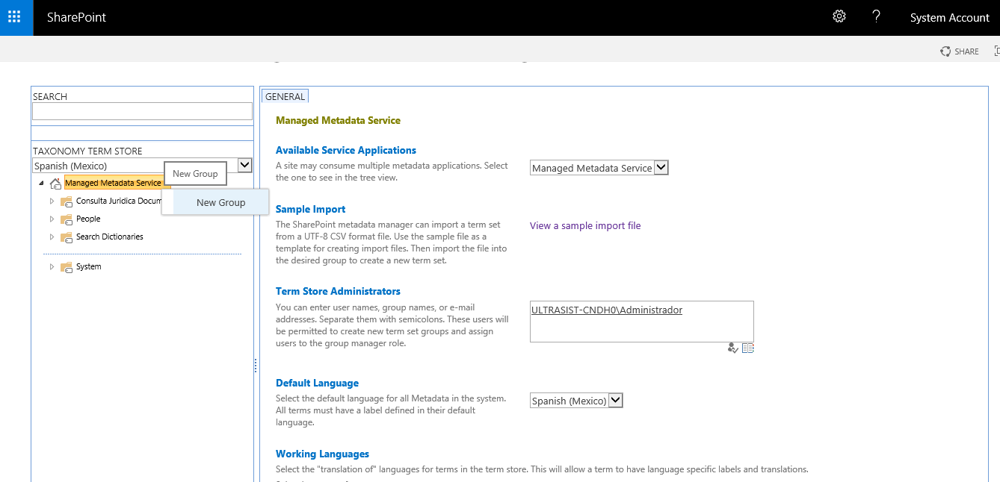 SharePoint
?
System Account
SHARE
SEARCH
TAXONOMY TERM STORE
Spanish (Mexico)
New Group
Managed Metadata Service
New Group
Consulta Juridica Docum
People
Search Dictionaries
System
GENERAL
Managed Metadata Service
Available Service Applications
A site may consume multiple metadata applications. Select
the one to see in the tree view.
Managed Metadata Service
Sample Import
The SharePoint metadata manager can import a term set
from a UTF-8 CSV format file. Use the sample file as a
template for creating import files. Then import the file into
the desired group to create a new term set.
View a sample import file
Term Store Administrators
You can enter user names, group names, or e-mail
addresses. Separate them with semicolons. These users will
be permitted to create new term set groups and assign
users to the group manager role.
ULTRASIST-CNDH0\Administrador
Default Language
Select the default language for all Metadata in the system.
All terms must have a label defined in their default
language.
Spanish (Mexico)
Working Languages
Select the "translation of" languages for terms in the term store. This will allow a term to have language specific labels and translations.